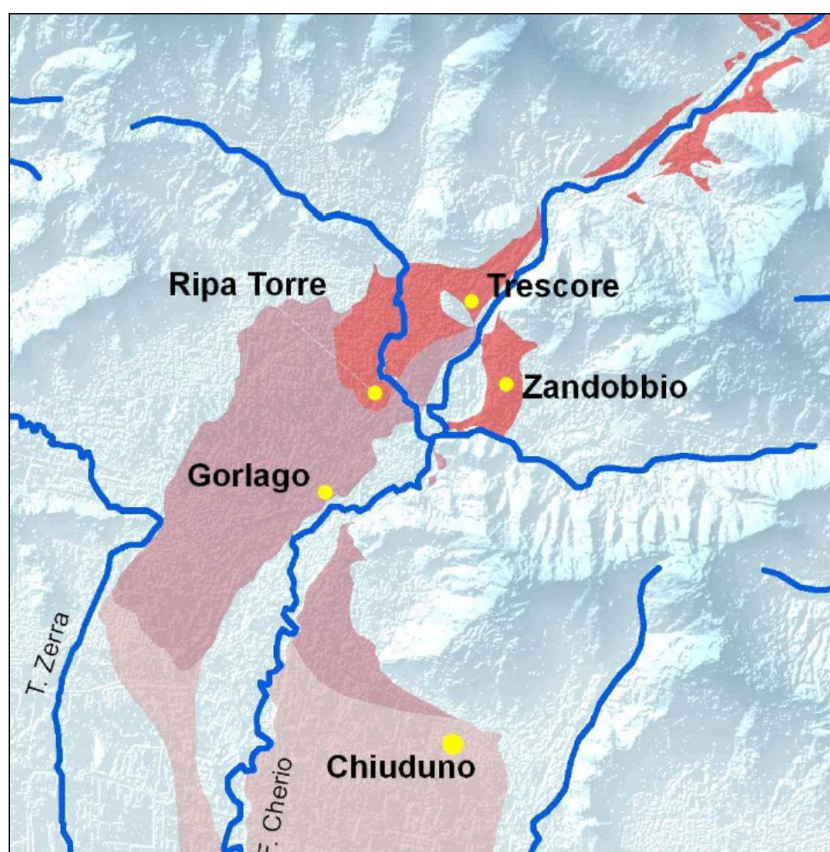 Ripa Torre
Trescore
Zandobbio
Gorlago
T. Zerra
Chiuduno
F. Cherio